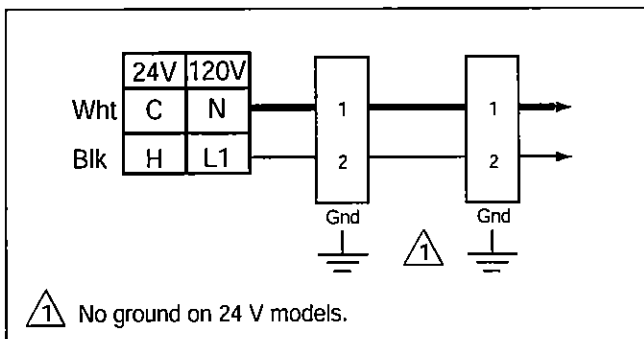 24V 120V
Wht C N 1 1
Blk H L1 2 2
Gnd Gnd
1
1 No ground on 24 V models.